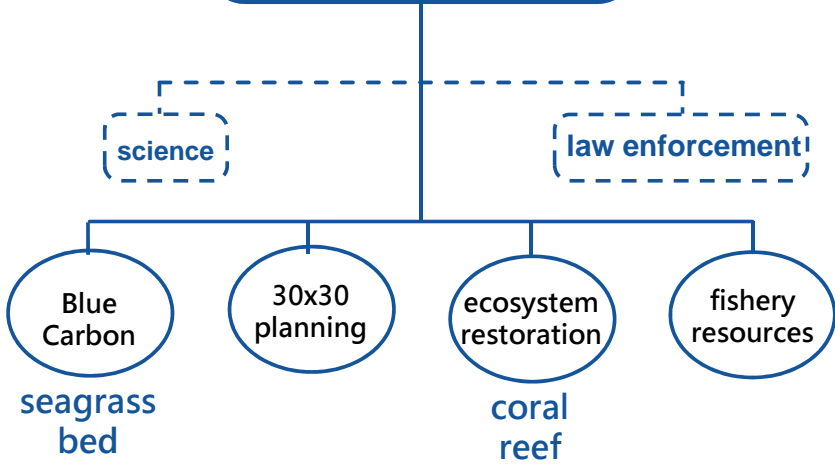 science
law enforcement
Blue
Carbon
30x30
planning
ecosystem
restoration
fishery
resources
seagrass
bed
coral
reef